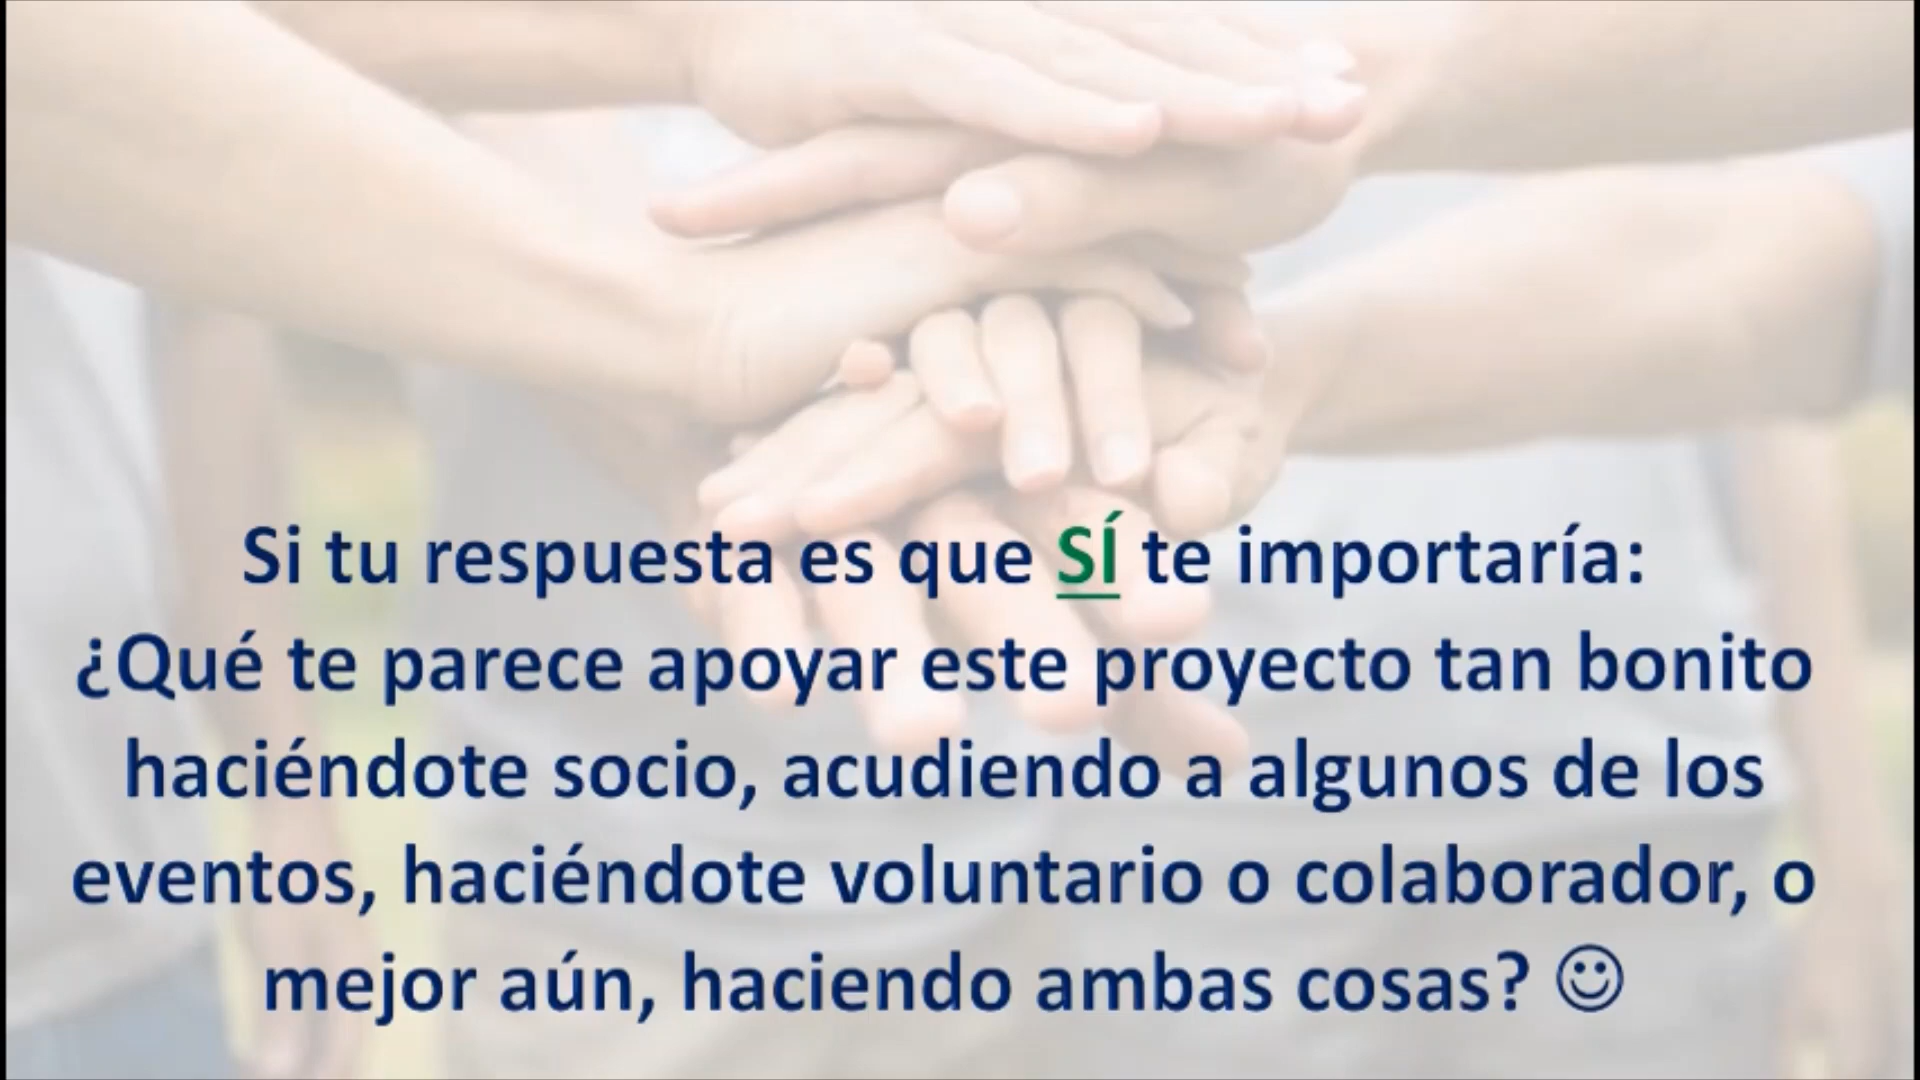 Si tu respuesta es que SÍ te importaría:
¿Qué te parece apoyar este proyecto tan bonito
haciéndote socio, acudiendo a algunos de los
eventos, haciéndote voluntario o colaborador, o
mejor aún, haciendo ambas cosas? ☺